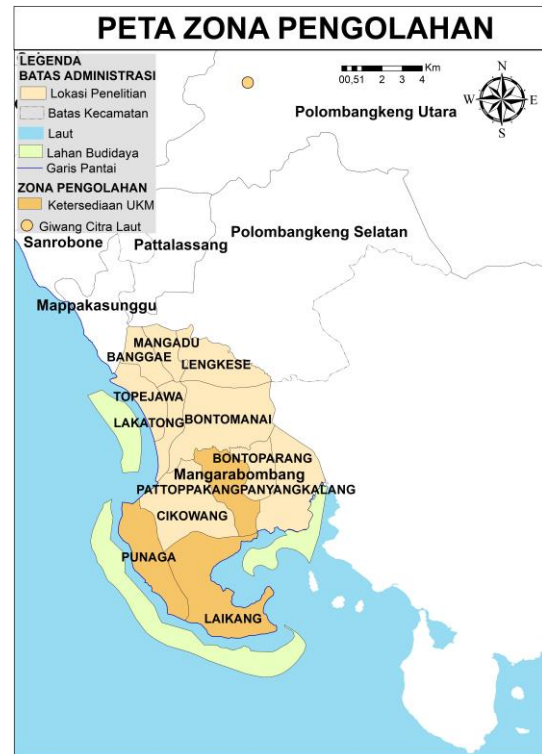 PETA ZONA PENGOLAHAN
LEGENDA
BATAS ADMINISTRASI
Lokasi Penelitian
Batas Kecamatan
Laut
Lahan Budidaya
Garis Pantai
ZONA PENGOLAHAN
Ketersediaan UKM
Giwang Citra Laut
Km
00,51 2 3 4
N
W E
S
Polombangkeng Utara
Polombangkeng Selatan
Sanrobone
Pattalassang
Mappakasunggu
MANGADU
BANGGAE
LENGKESE
TOPEJAWA
LAKATONG
BONTOMANAI
BONTOPARANG
Mangarabombang
PATTOPPAKANG
PANYANGKALANG
CIKOWANG
PUNAGA
LAIKANG